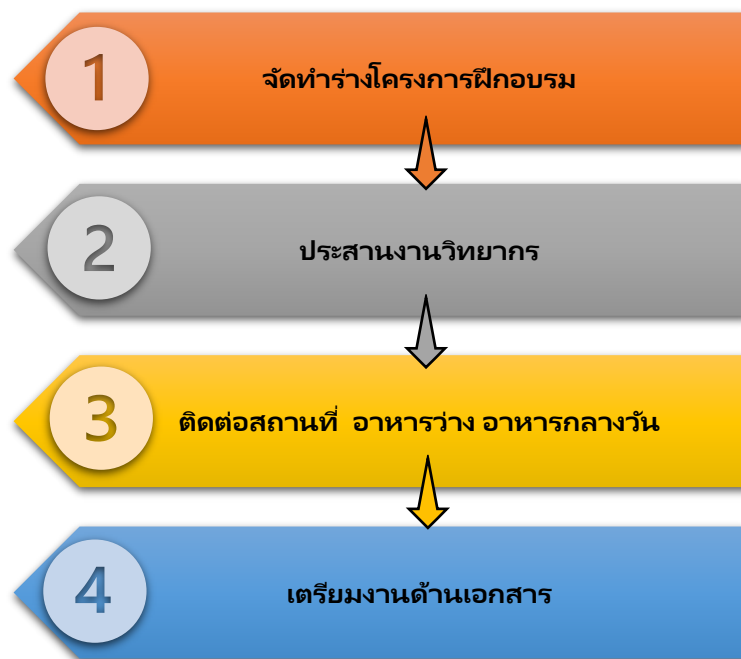 1
จัดทำร่างโครงการฝึกอบรม
2
ประสานงานวิทยากร
3
ติดต่อสถานที่ อาหารว่าง อาหารกลางวัน
4
เตรียมงานด้านเอกสาร